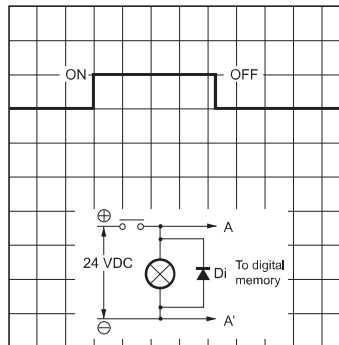 ON OFF
⊕
A
24 VDC
Di
To digital
memory
⊖
A'